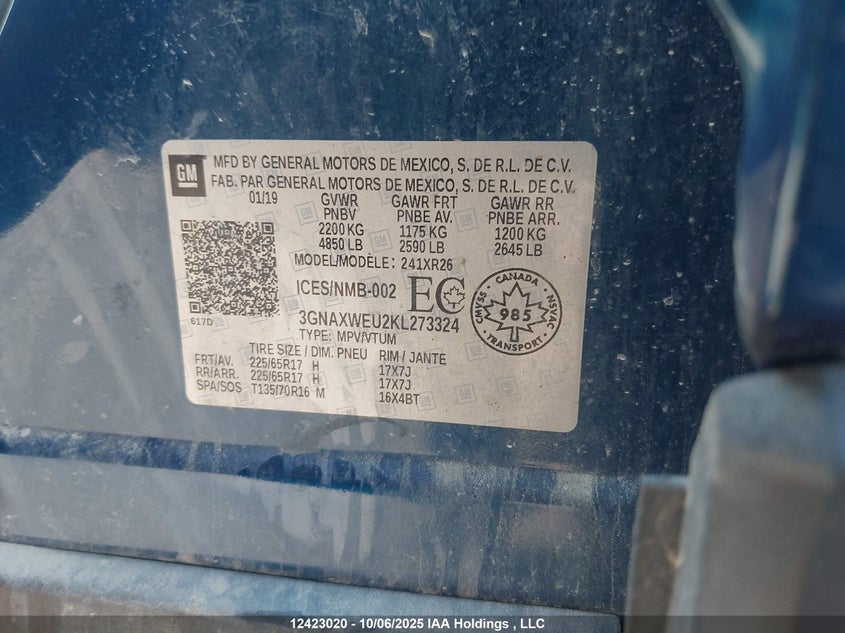 GM
MFD BY GENERAL MOTORS DE MEXICO, S. DE R.L. DE C.V.
FAB. PAR GENERAL MOTORS DE MEXICO, S. DE R.L. DE C.V.
01/19 GVWR GAWR FRT GAWR RR
PNBV PNBE AV. PNBE ARR.
2200 KG 1175 KG 1200 KG
4850 LB 2590 LB 2645 LB
MODEL/MODÈLE: 241XR26
ICES/NMB-002 EC
CANADA
CMVSS 985 NSVAC
617D
3GNAXWEU2KL273324
TYPE: MPV/VTUM
TIRE SIZE / DIM. PNEU RIM / JANTE
FRT/AV. 225/65R17 H 17X7J
RR/ARR. 225/65R17 H 17X7J
SPA/SOS T135/70R16 M 16X4BT
12423020 - 10/06/2025 IAA Holdings , LLC